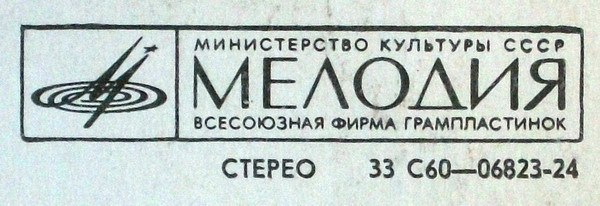 МИНИСТЕРСТВО КУЛЬТУРЫ СССР
МЕЛОДИЯ
ВСЕСОЮЗНАЯ ФИРМА ГРАМПЛАСТИНОК
СТЕРЕО 33 С60—06823-24